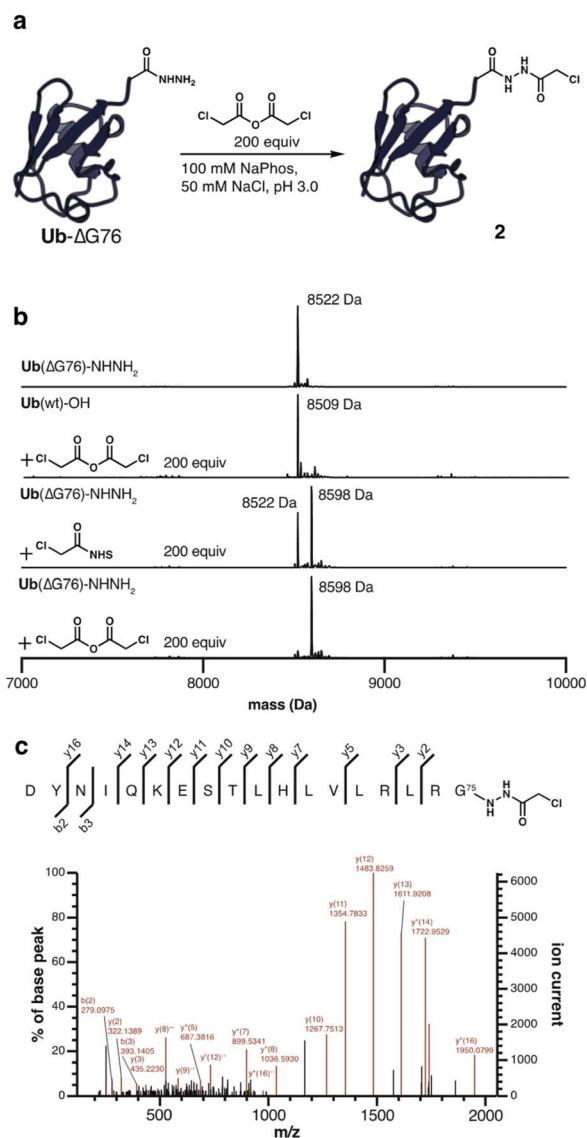 a
O
NHNH₂
O O
Cl O Cl
200 equiv
100 mM NaPhos,
50 mM NaCl, pH 3.0
O H
N N Cl
H O
Ub-ΔG76
2
b
8522 Da
Ub(ΔG76)-NHNH₂
Ub(wt)-OH
8509 Da
+ Cl O O O Cl 200 equiv
Ub(ΔG76)-NHNH₂
8522 Da 8598 Da
+ Cl O NHS 200 equiv
Ub(ΔG76)-NHNH₂
8598 Da
+ Cl O O O Cl 200 equiv
7000 8000 9000 10000
mass (Da)
c
y16 y14 y13 y12 y11 y10 y9 y8 y7 y5 y3 y2
D Y N I Q K E S T L H L V L R L R G⁷⁵ N H N H O Cl
b2 b3
% of base peak
100
80
60
40
20
0
ion current
6000
5000
4000
3000
2000
1000
0
b(2)
279.0975
y(2)
322.1389
b(3)
393.1405
y(3)
435.2230
y(8)⁺⁺
y(9)⁺⁺
y*(5)
687.3816
y*(12)⁺⁺
y*(7)
899.5341
y*(16)⁺⁺
y*(8)
1036.5930
y(10)
1267.7513
y(11)
1354.7833
y(12)
1483.8259
y(13)
1611.9208
y*(14)
1722.9529
y*(16)
1950.0799
500 1000 1500 2000
m/z